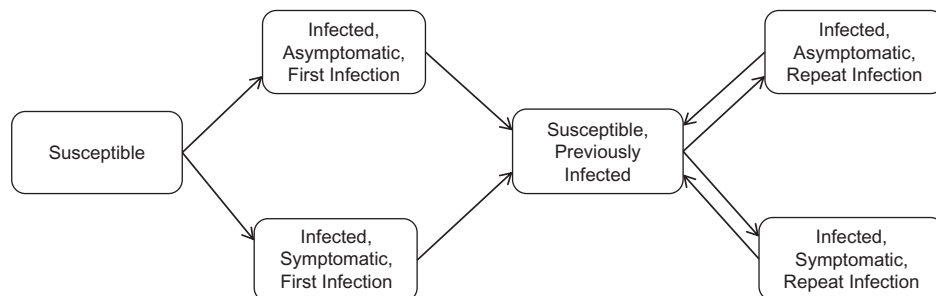 Susceptible
Infected,
Asymptomatic,
First Infection
Infected,
Symptomatic,
First Infection
Susceptible,
Previously
Infected
Infected,
Asymptomatic,
Repeat Infection
Infected,
Symptomatic,
Repeat Infection